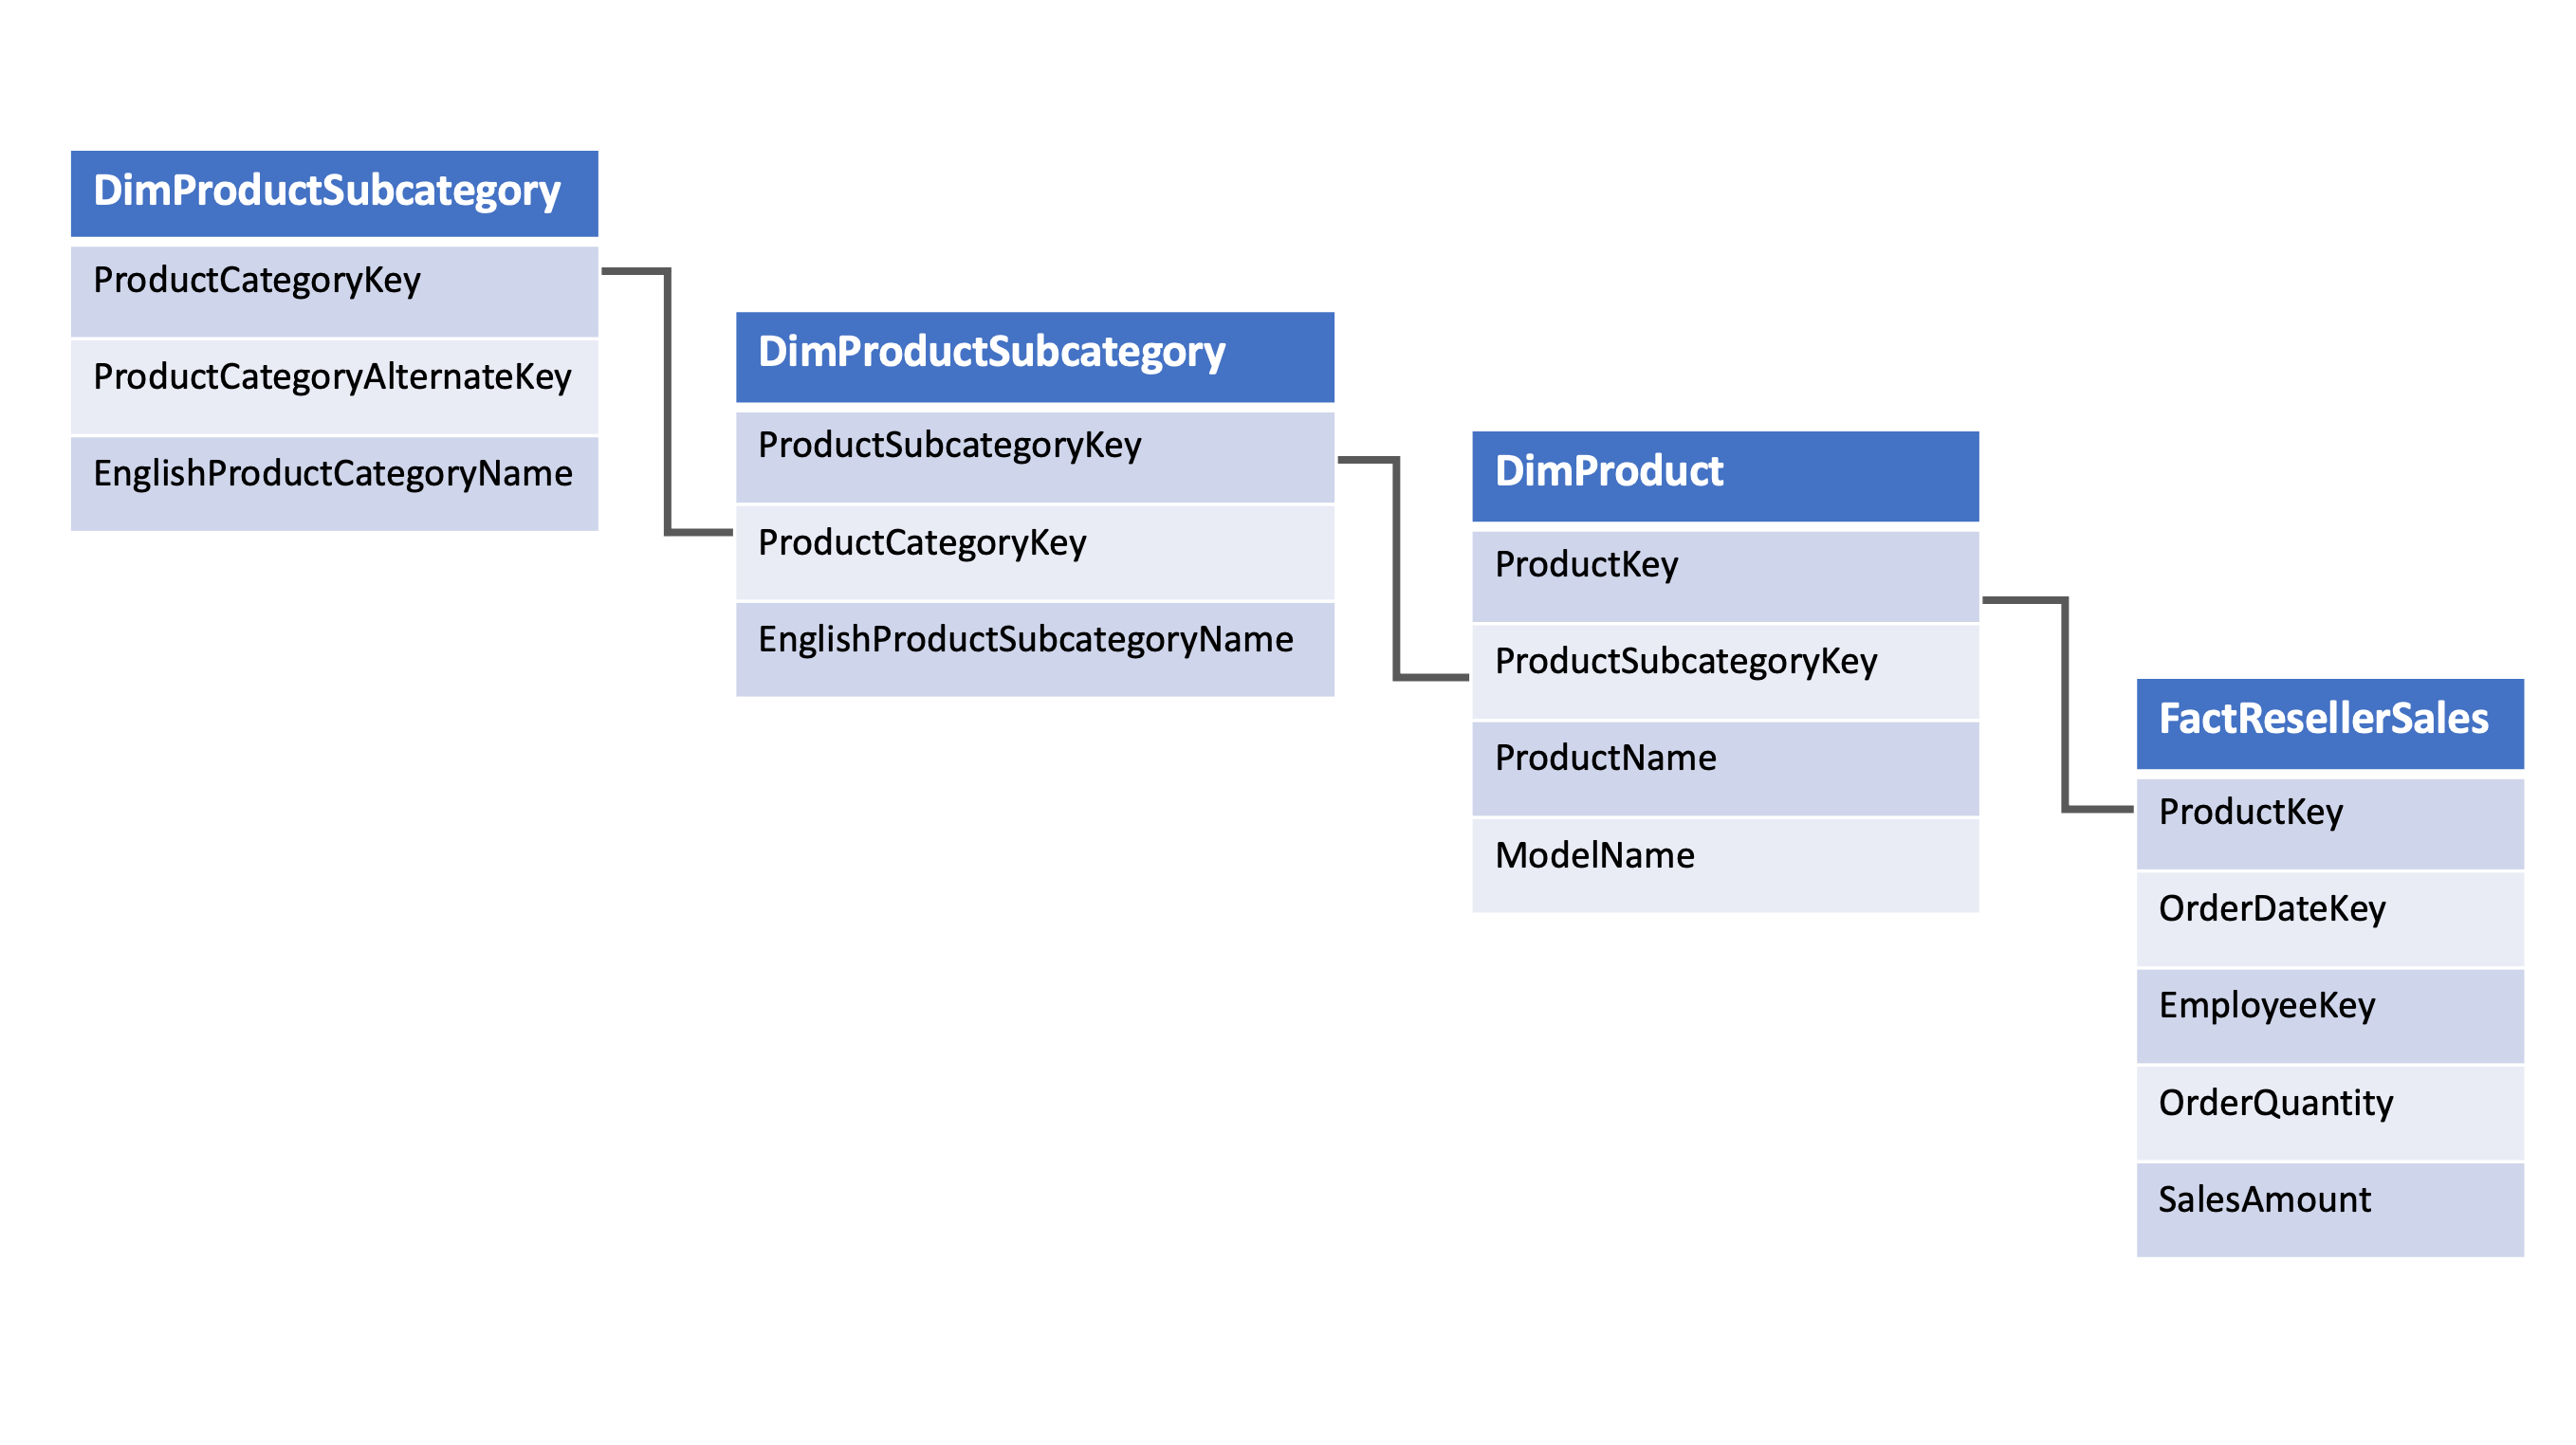 DimProductSubcategory
ProductCategoryKey
ProductCategoryAlternateKey
EnglishProductCategoryName
DimProductSubcategory
ProductSubcategoryKey
ProductCategoryKey
EnglishProductSubcategoryName
DimProduct
ProductKey
ProductSubcategoryKey
ProductName
ModelName
FactResellerSales
ProductKey
OrderDateKey
EmployeeKey
OrderQuantity
SalesAmount